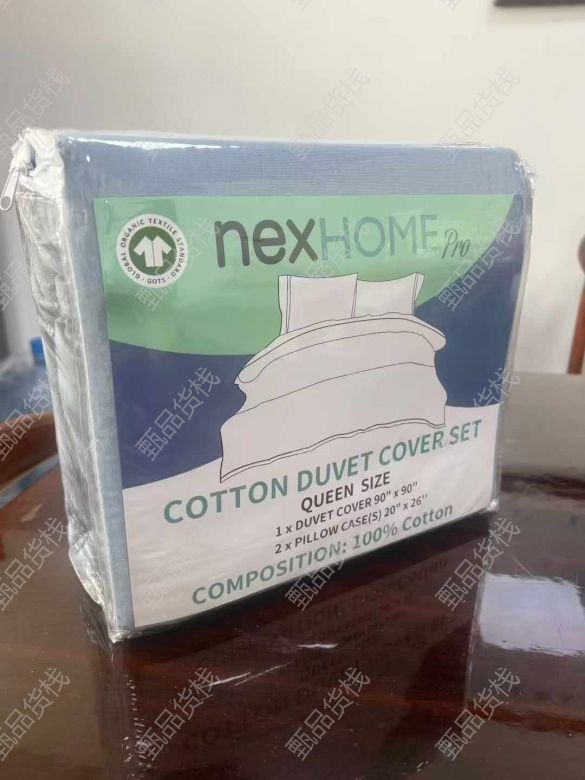 GLOBAL ORGANIC TEXTILE STANDARD · GOTS ·
nexHOME Pro
COTTON DUVET COVER SET
QUEEN SIZE
1 x DUVET COVER 90" x 90"
2 x PILLOW CASE(S) 20" x 26"
COMPOSITION: 100% Cotton
甄品货栈